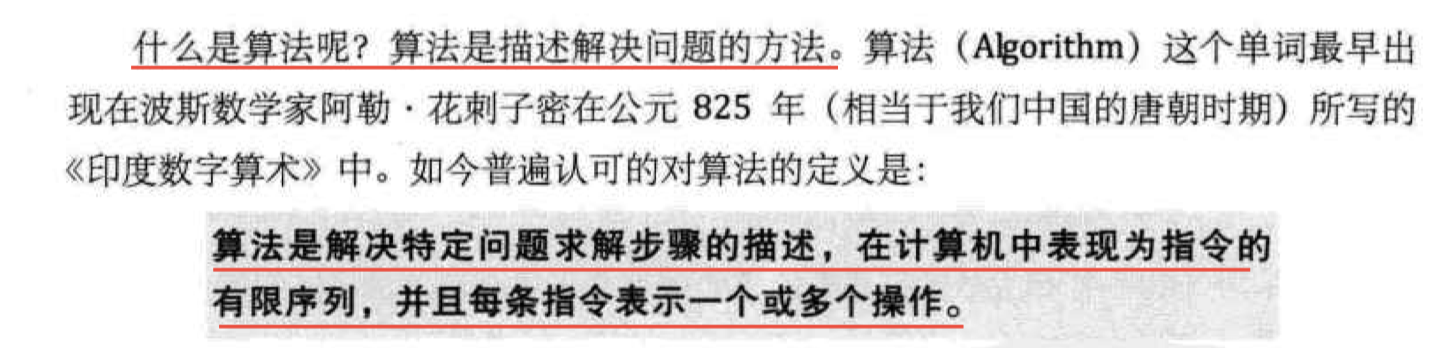 什么是算法呢？算法是描述解决问题的方法。算法（Algorithm）这个单词最早出
现在波斯数学家阿勒·花刺子密在公元 825 年（相当于我们中国的唐朝时期）所写的
《印度数字算术》中。如今普遍认可的对算法的定义是：
算法是解决特定问题求解步骤的描述，在计算机中表现为指令的
有限序列，并且每条指令表示一个或多个操作。